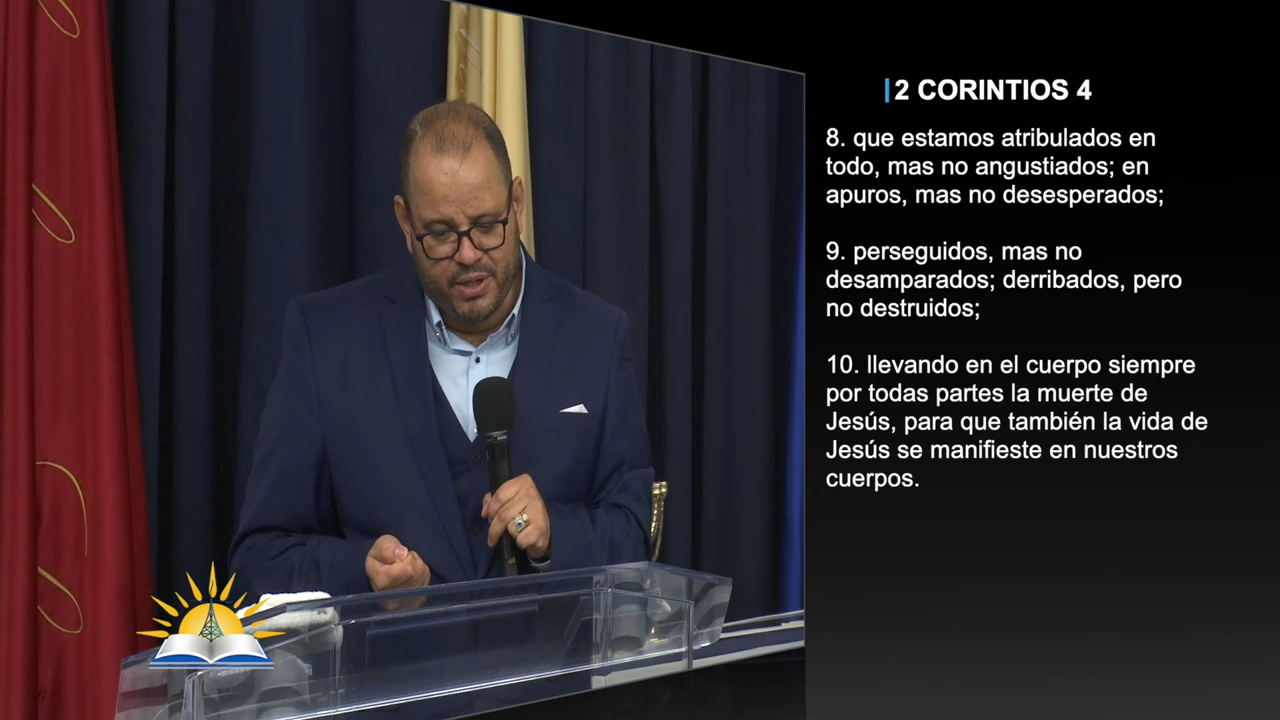 2 CORINTIOS 4
8. que estamos atribulados en
todo, mas no angustiados; en
apuros, mas no desesperados;
9. perseguidos, mas no
desamparados; derribados, pero
no destruidos;
10. llevando en el cuerpo siempre
por todas partes la muerte de
Jesús, para que también la vida de
Jesús se manifieste en nuestros
cuerpos.